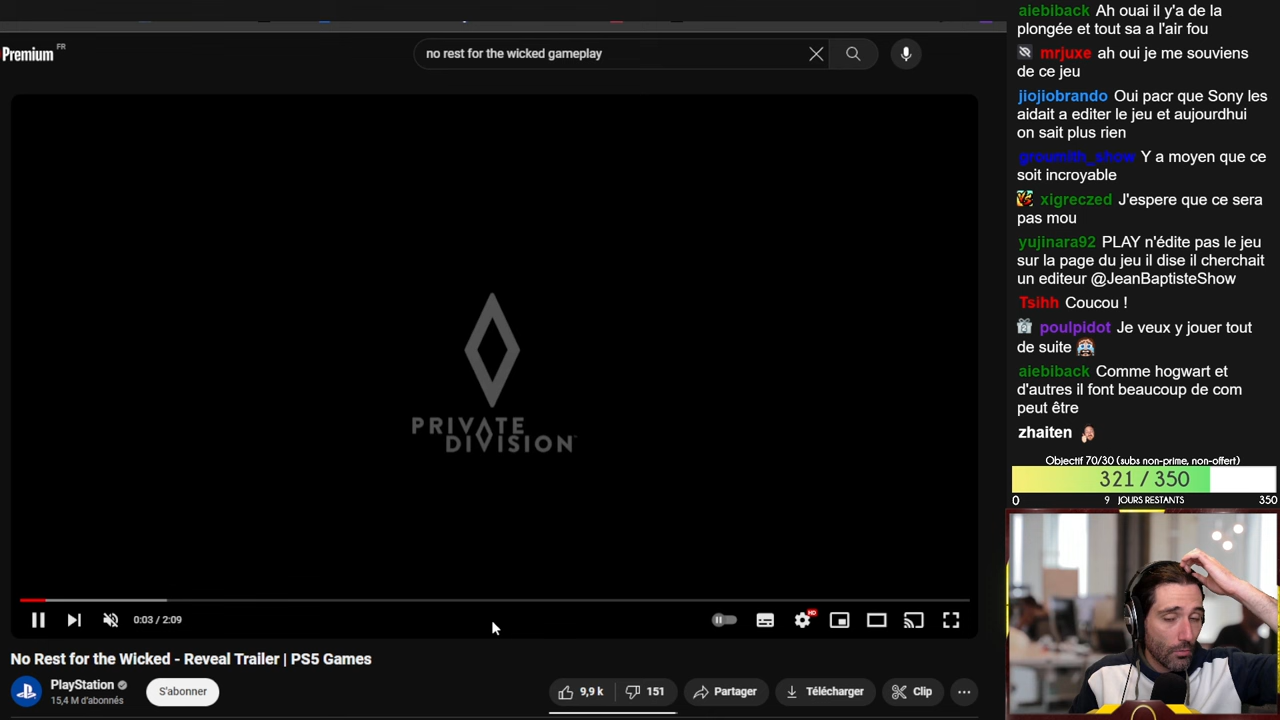 Premium FR
no rest for the wicked gameplay
PRIVATE
DIVISION
0:03 / 2:09
HD
No Rest for the Wicked - Reveal Trailer | PS5 Games
PlayStation
15,4 M d'abonnés
S'abonner
9,9 k
151
Partager
Télécharger
Clip
aiebiback Ah ouai il y'a de la
plongée et tout sa a l'air fou
mrjuxe ah oui je me souviens
de ce jeu
jiojiobrando Oui pacr que Sony les
aidait a editer le jeu et aujourdhui
on sait plus rien
groumith_show Y a moyen que ce
soit incroyable
xigreczed J'espere que ce sera
pas mou
yujinara92 PLAY n'édite pas le jeu
sur la page du jeu il dise il cherchait
un editeur @JeanBaptisteShow
Tsihh Coucou !
poulpidot Je veux y jouer tout
de suite
aiebiback Comme hogwart et
d'autres il font beaucoup de com
peut être
zhaiten
Objectif 70/30 (subs non-prime, non-offert)
321 / 350
0 9 JOURS RESTANTS 350